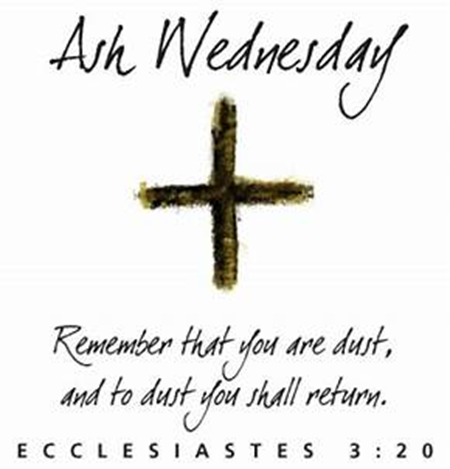 Ash Wednesday
Remember that you are dust,
and to dust you shall return.
ECCLESIASTES 3:20